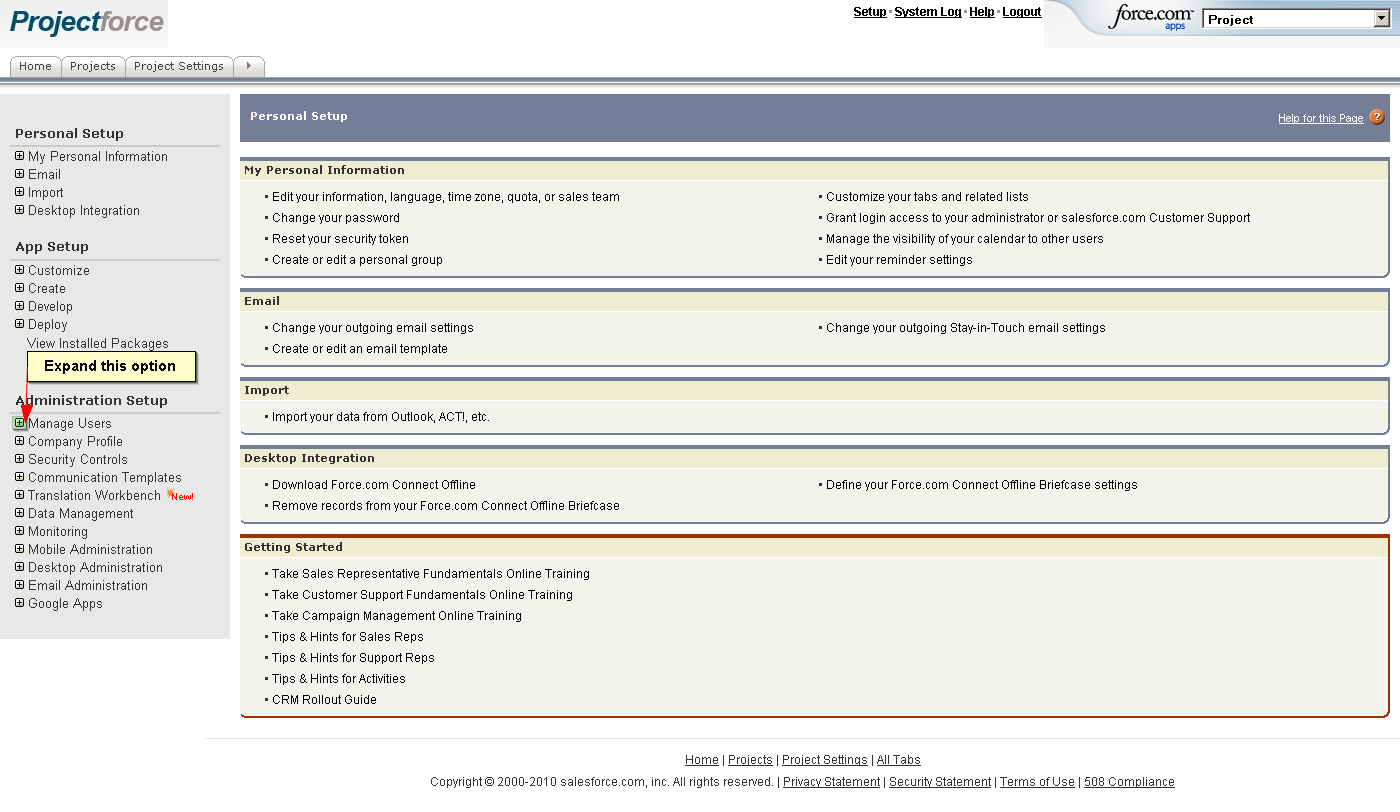 Projectforce
Setup · System Log · Help · Logout
force.com apps
Project
Home
Projects
Project Settings
Personal Setup
My Personal Information
Email
Import
Desktop Integration
App Setup
Customize
Create
Develop
Deploy
View Installed Packages
Expand this option
Administration Setup
Manage Users
Company Profile
Security Controls
Communication Templates
Translation Workbench New!
Data Management
Monitoring
Mobile Administration
Desktop Administration
Email Administration
Google Apps
Personal Setup
Help for this Page ?
My Personal Information
Edit your information, language, time zone, quota, or sales team
Change your password
Reset your security token
Create or edit a personal group
Customize your tabs and related lists
Grant login access to your administrator or salesforce.com Customer Support
Manage the visibility of your calendar to other users
Edit your reminder settings
Email
Change your outgoing email settings
Create or edit an email template
Change your outgoing Stay-in-Touch email settings
Import
Import your data from Outlook, ACT!, etc.
Desktop Integration
Download Force.com Connect Offline
Remove records from your Force.com Connect Offline Briefcase
Define your Force.com Connect Offline Briefcase settings
Getting Started
Take Sales Representative Fundamentals Online Training
Take Customer Support Fundamentals Online Training
Take Campaign Management Online Training
Tips & Hints for Sales Reps
Tips & Hints for Support Reps
Tips & Hints for Activities
CRM Rollout Guide
Home | Projects | Project Settings | All Tabs
Copyright © 2000-2010 salesforce.com, inc. All rights reserved. | Privacy Statement | Security Statement | Terms of Use | 508 Compliance